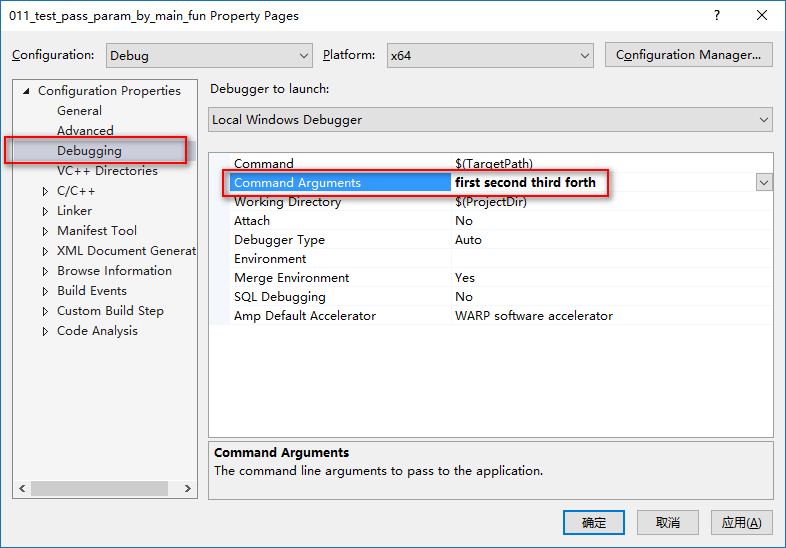 011_test_pass_param_by_main_fun Property Pages
? 
Configuration: Debug Platform: x64 Configuration Manager...
Configuration Properties
General
Advanced
Debugging
VC++ Directories
C/C++
Linker
Manifest Tool
XML Document Generat
Browse Information
Build Events
Custom Build Step
Code Analysis
Debugger to launch:
Local Windows Debugger
Command $(TargetPath)
Command Arguments first second third forth
Working Directory $(ProjectDir)
Attach No
Debugger Type Auto
Environment
Merge Environment Yes
SQL Debugging No
Amp Default Accelerator WARP software accelerator
Command Arguments
The command line arguments to pass to the application.
确定 取消 应用(A)